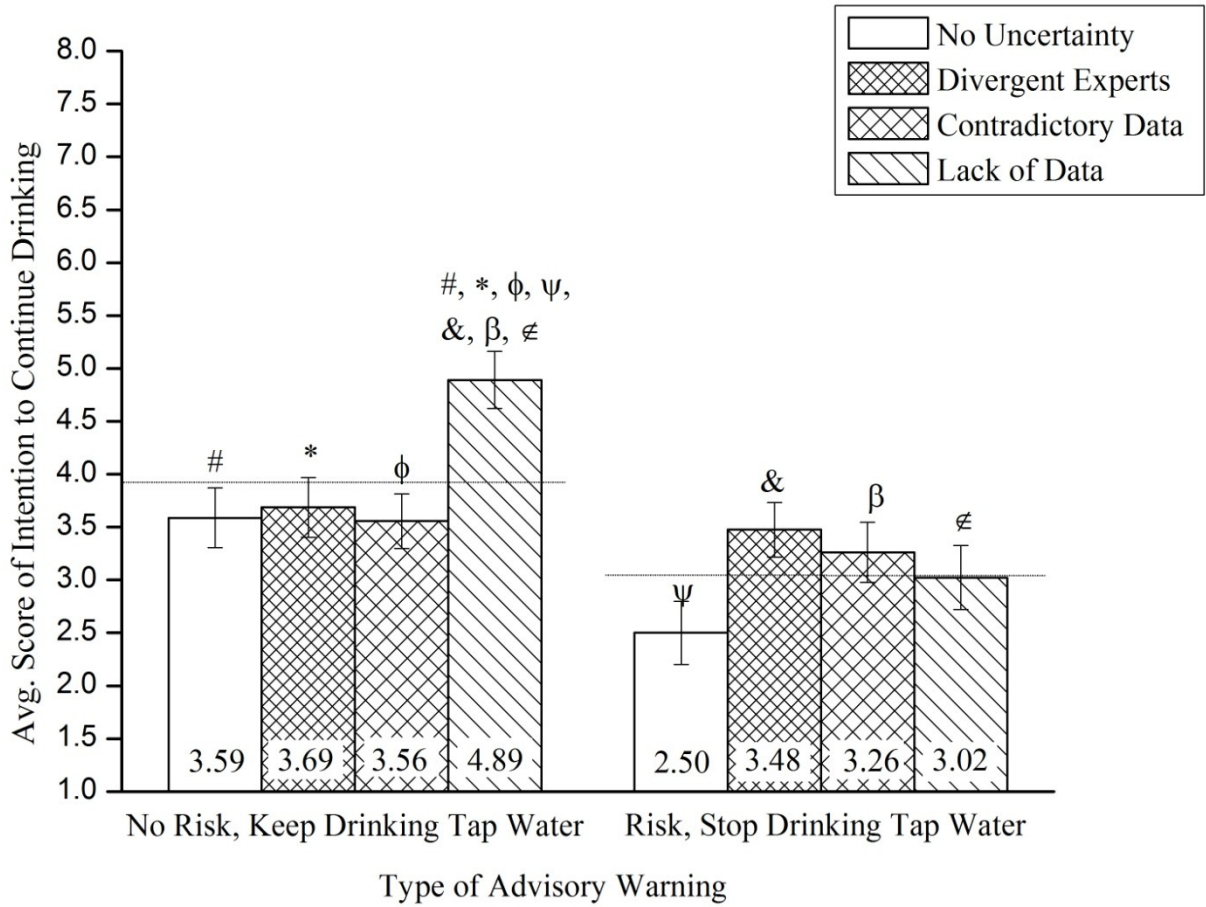 No Uncertainty
Divergent Experts
Contradictory Data
Lack of Data
Avg. Score of Intention to Continue Drinking
8.0
7.5
7.0
6.5
6.0
5.5
5.0
4.5
4.0
3.5
3.0
2.5
2.0
1.5
1.0
#, *, ϕ, ψ,
&, β, ∉
# * ϕ
& β ∉
ψ
3.59 3.69 3.56 4.89 2.50 3.48 3.26 3.02
No Risk, Keep Drinking Tap Water Risk, Stop Drinking Tap Water
Type of Advisory Warning